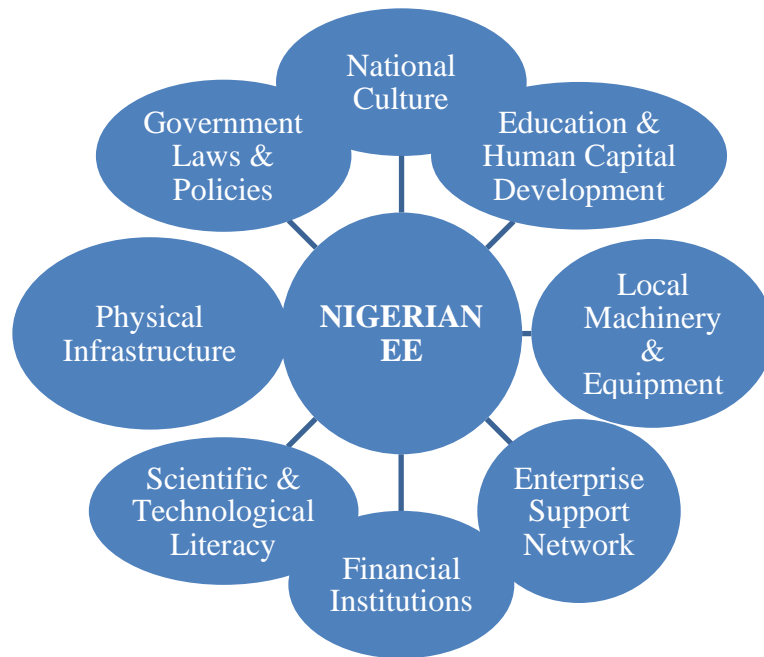 National
Culture
Government
Laws &
Policies
Education &
Human Capital
Development
Physical
Infrastructure
NIGERIAN
EE
Local
Machinery
&
Equipment
Scientific &
Technological
Literacy
Enterprise
Support
Network
Financial
Institutions